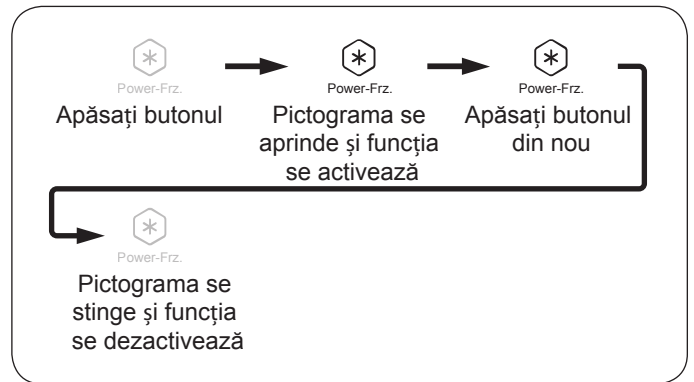 Power-Frz.
Apăsați butonul
Power-Frz.
Pictograma se
aprinde și funcția
se activează
Power-Frz.
Apăsați butonul
din nou
Power-Frz.
Pictograma se
stinge și funcția
se dezactivează